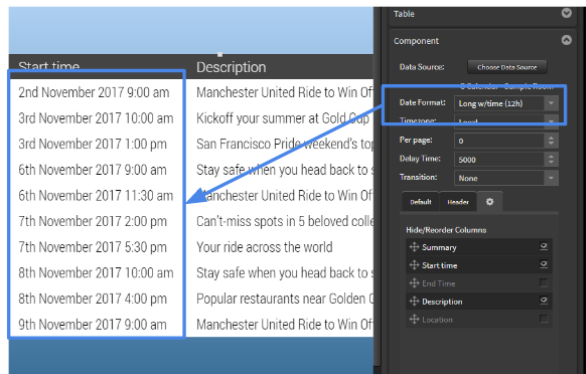 Start time Description
2nd November 2017 9:00 am Manchester United Ride to Win Of
3rd November 2017 10:00 am Kickoff your summer at Gold Cup
3rd November 2017 1:00 pm San Francisco Pride weekend's top
6th November 2017 9:00 am Stay safe when you head back to s
6th November 2017 11:30 am Manchester United Ride to Win Of
7th November 2017 2:00 pm Can't-miss spots in 5 beloved colle
7th November 2017 5:30 pm Your ride across the world
8th November 2017 10:00 am Stay safe when you head back to s
8th November 2017 4:00 pm Popular restaurants near Golden G
9th November 2017 9:00 am Manchester United Ride to Win Of
Table
Component
Data Source: Choose Data Source
Calendar - Sample Room
Date Format: Long w/time (12h)
Timezone: Local
Per page: 0
Delay Time: 5000
Transition: None
Default Header
Hide/Reorder Columns
Summary
Start time
End Time
Description
Location